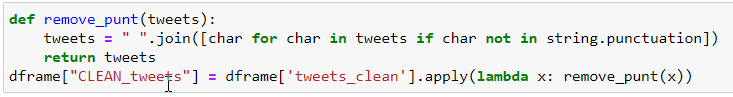 def remove_punt(tweets):
    tweets = " ".join([char for char in tweets if char not in string.punctuation])
    return tweets
dframe["CLEAN_tweets"] = dframe['tweets_clean'].apply(lambda x: remove_punt(x))